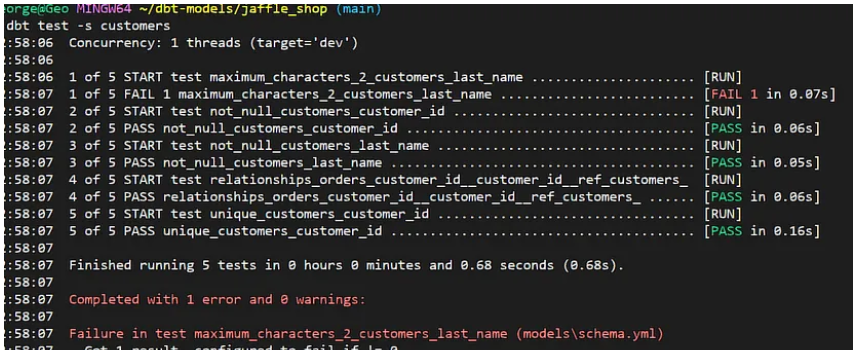 eorge@Geo MINGW64 ~/dbt-models/jaffle_shop (main)
dbt test -s customers
:58:06  Concurrency: 1 threads (target='dev')
:58:06
:58:06  1 of 5 START test maximum_characters_2_customers_last_name ...................... [RUN]
:58:07  1 of 5 FAIL 1 maximum_characters_2_customers_last_name .......................... [FAIL 1 in 0.07s]
:58:07  2 of 5 START test not_null_customers_customer_id ................................ [RUN]
:58:07  2 of 5 PASS not_null_customers_customer_id ...................................... [PASS in 0.06s]
:58:07  3 of 5 START test not_null_customers_last_name .................................. [RUN]
:58:07  3 of 5 PASS not_null_customers_last_name ........................................ [PASS in 0.05s]
:58:07  4 of 5 START test relationships_orders_customer_id__customer_id__ref_customers_  [RUN]
:58:07  4 of 5 PASS relationships_orders_customer_id__customer_id__ref_customers_ ...... [PASS in 0.06s]
:58:07  5 of 5 START test unique_customers_customer_id .................................. [RUN]
:58:07  5 of 5 PASS unique_customers_customer_id ........................................ [PASS in 0.16s]
:58:07
:58:07  Finished running 5 tests in 0 hours 0 minutes and 0.68 seconds (0.68s).
:58:07
:58:07  Completed with 1 error and 0 warnings:
:58:07
:58:07  Failure in test maximum_characters_2_customers_last_name (models\schema.yml)
:58:07    Got 1 result, configured to fail if != 0